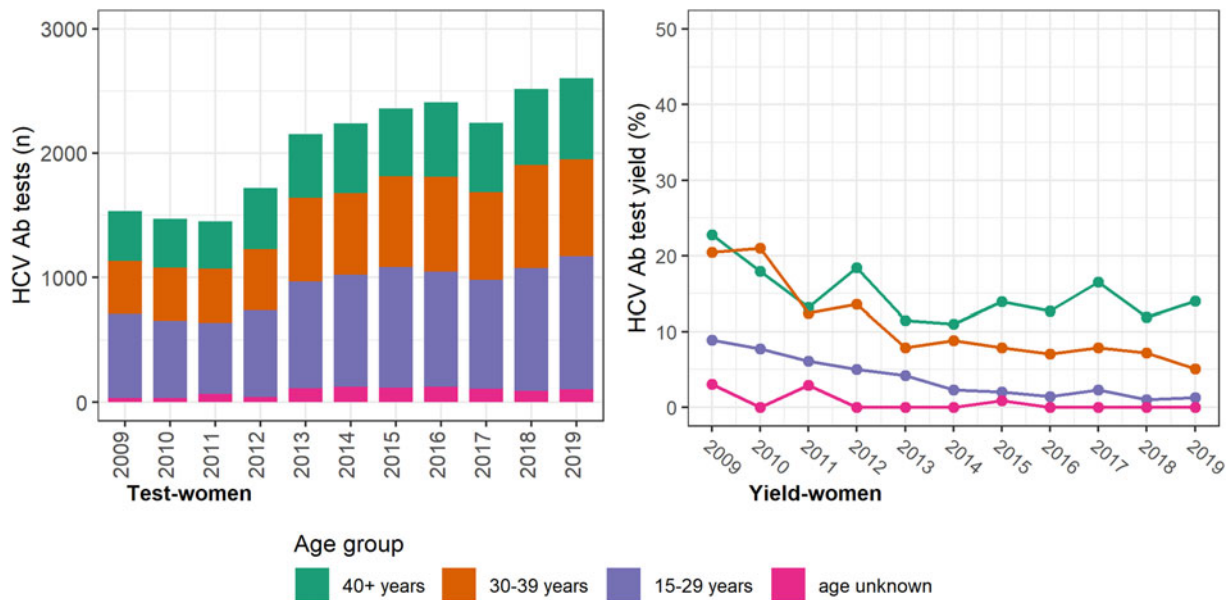 HCV Ab tests (n)
3000
2000
1000
0
2009 2010 2011 2012 2013 2014 2015 2016 2017 2018 2019
Test-women
HCV Ab test yield (%)
50
40
30
20
10
0
2009 2010 2011 2012 2013 2014 2015 2016 2017 2018 2019
Yield-women
Age group
40+ years 30-39 years 15-29 years age unknown